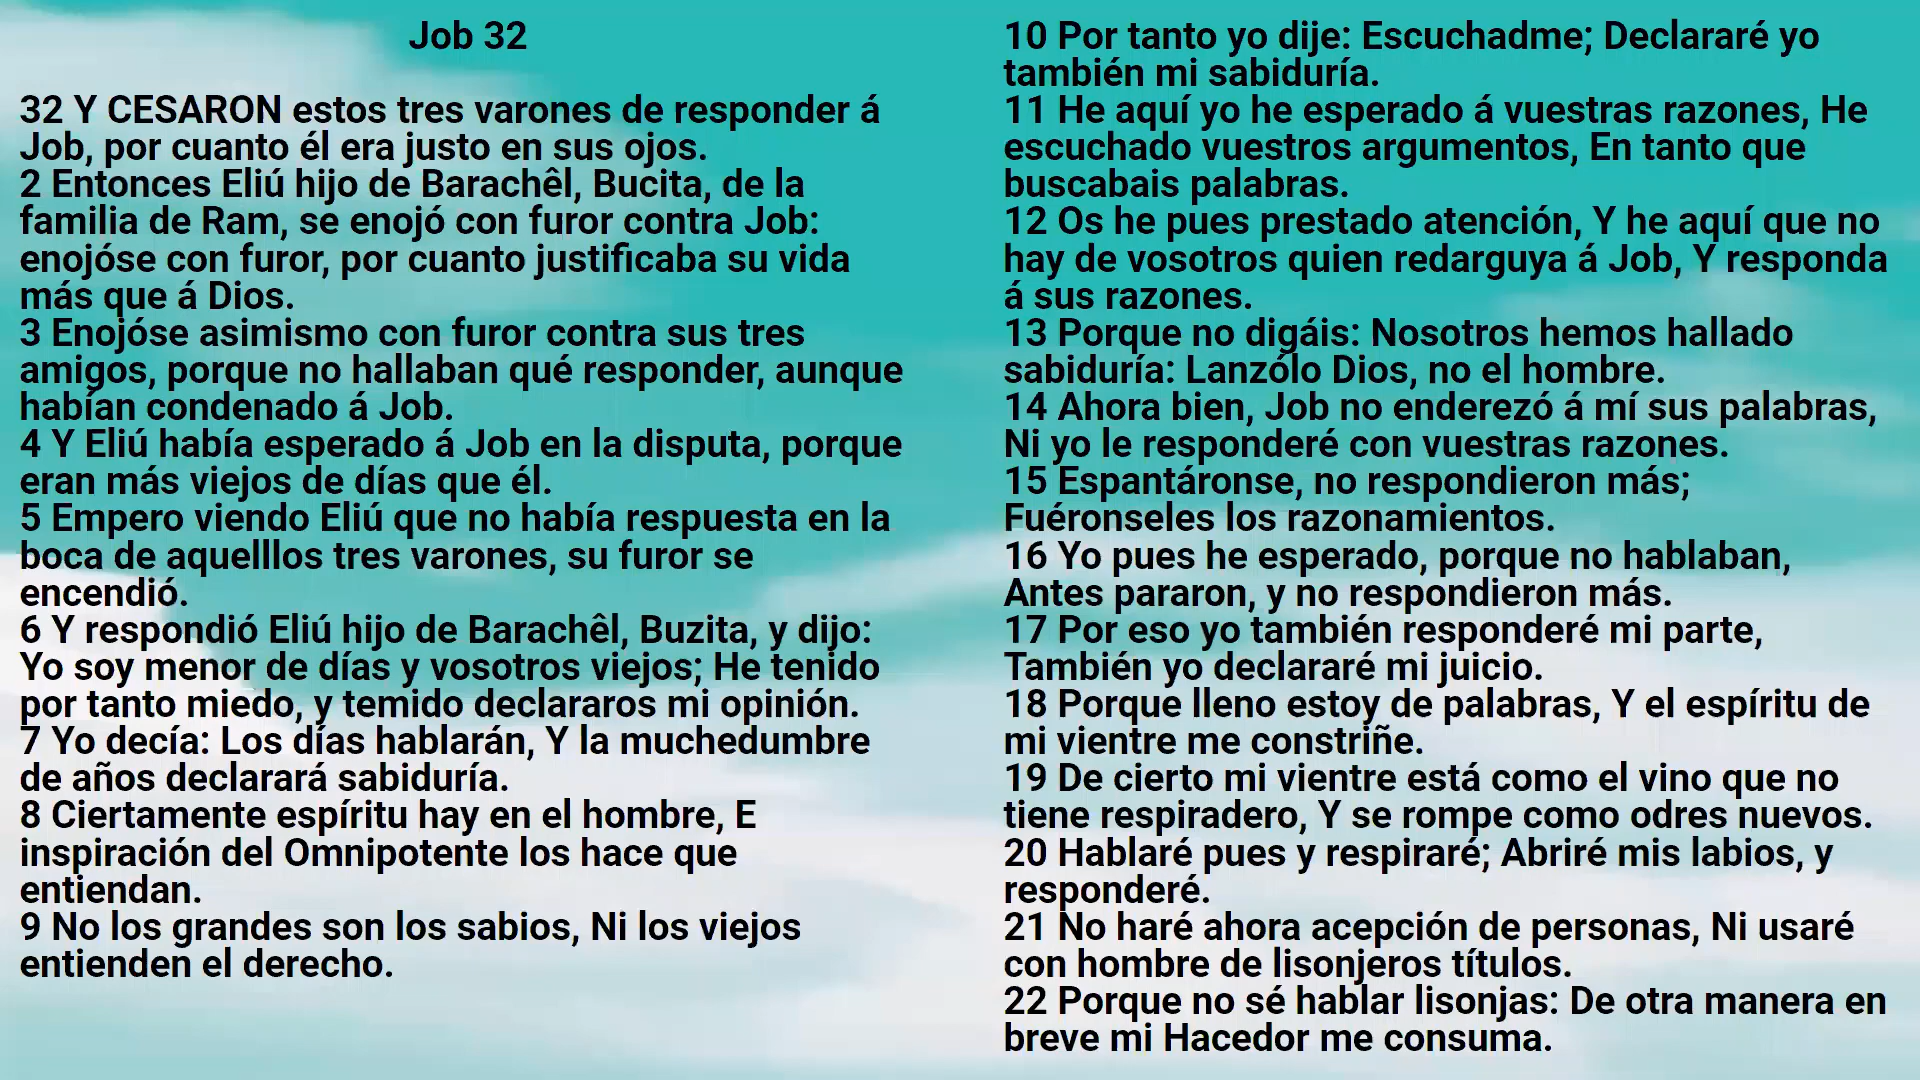 Job 32
32 Y CESARON estos tres varones de responder á
Job, por cuanto él era justo en sus ojos.
2 Entonces Eliú hijo de Barachêl, Bucita, de la
familia de Ram, se enojó con furor contra Job:
enojóse con furor, por cuanto justificaba su vida
más que á Dios.
3 Enojóse asimismo con furor contra sus tres
amigos, porque no hallaban qué responder, aunque
habían condenado á Job.
4 Y Eliú había esperado á Job en la disputa, porque
eran más viejos de días que él.
5 Empero viendo Eliú que no había respuesta en la
boca de aquelllos tres varones, su furor se
encendió.
6 Y respondió Eliú hijo de Barachêl, Buzita, y dijo:
Yo soy menor de días y vosotros viejos; He tenido
por tanto miedo, y temido declararos mi opinión.
7 Yo decía: Los días hablarán, Y la muchedumbre
de años declarará sabiduría.
8 Ciertamente espíritu hay en el hombre, E
inspiración del Omnipotente los hace que
entiendan.
9 No los grandes son los sabios, Ni los viejos
entienden el derecho.
10 Por tanto yo dije: Escuchadme; Declararé yo
también mi sabiduría.
11 He aquí yo he esperado á vuestras razones, He
escuchado vuestros argumentos, En tanto que
buscabais palabras.
12 Os he pues prestado atención, Y he aquí que no
hay de vosotros quien redarguya á Job, Y responda
á sus razones.
13 Porque no digáis: Nosotros hemos hallado
sabiduría: Lanzólo Dios, no el hombre.
14 Ahora bien, Job no enderezó á mí sus palabras,
Ni yo le responderé con vuestras razones.
15 Espantáronse, no respondieron más;
Fuéronseles los razonamientos.
16 Yo pues he esperado, porque no hablaban,
Antes pararon, y no respondieron más.
17 Por eso yo también responderé mi parte,
También yo declararé mi juicio.
18 Porque lleno estoy de palabras, Y el espíritu de
mi vientre me constriñe.
19 De cierto mi vientre está como el vino que no
tiene respiradero, Y se rompe como odres nuevos.
20 Hablaré pues y respiraré; Abriré mis labios, y
responderé.
21 No haré ahora acepción de personas, Ni usaré
con hombre de lisonjeros títulos.
22 Porque no sé hablar lisonjas: De otra manera en
breve mi Hacedor me consuma.